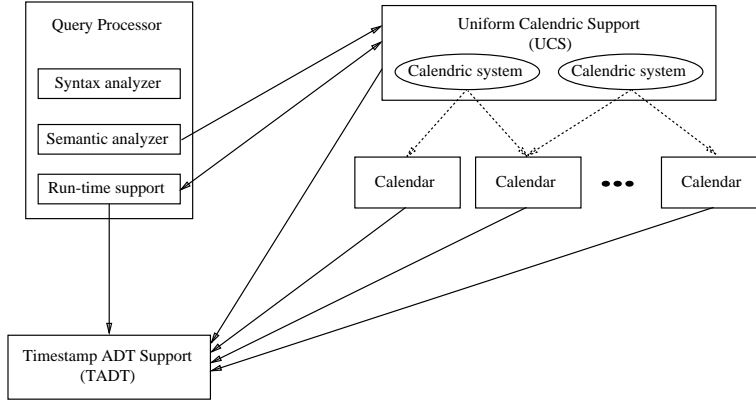 Query Processor
Syntax analyzer
Semantic analyzer
Run-time support
Uniform Calendric Support
(UCS)
Calendric system
Calendric system
Calendar
Calendar
Calendar
Timestamp ADT Support
(TADT)